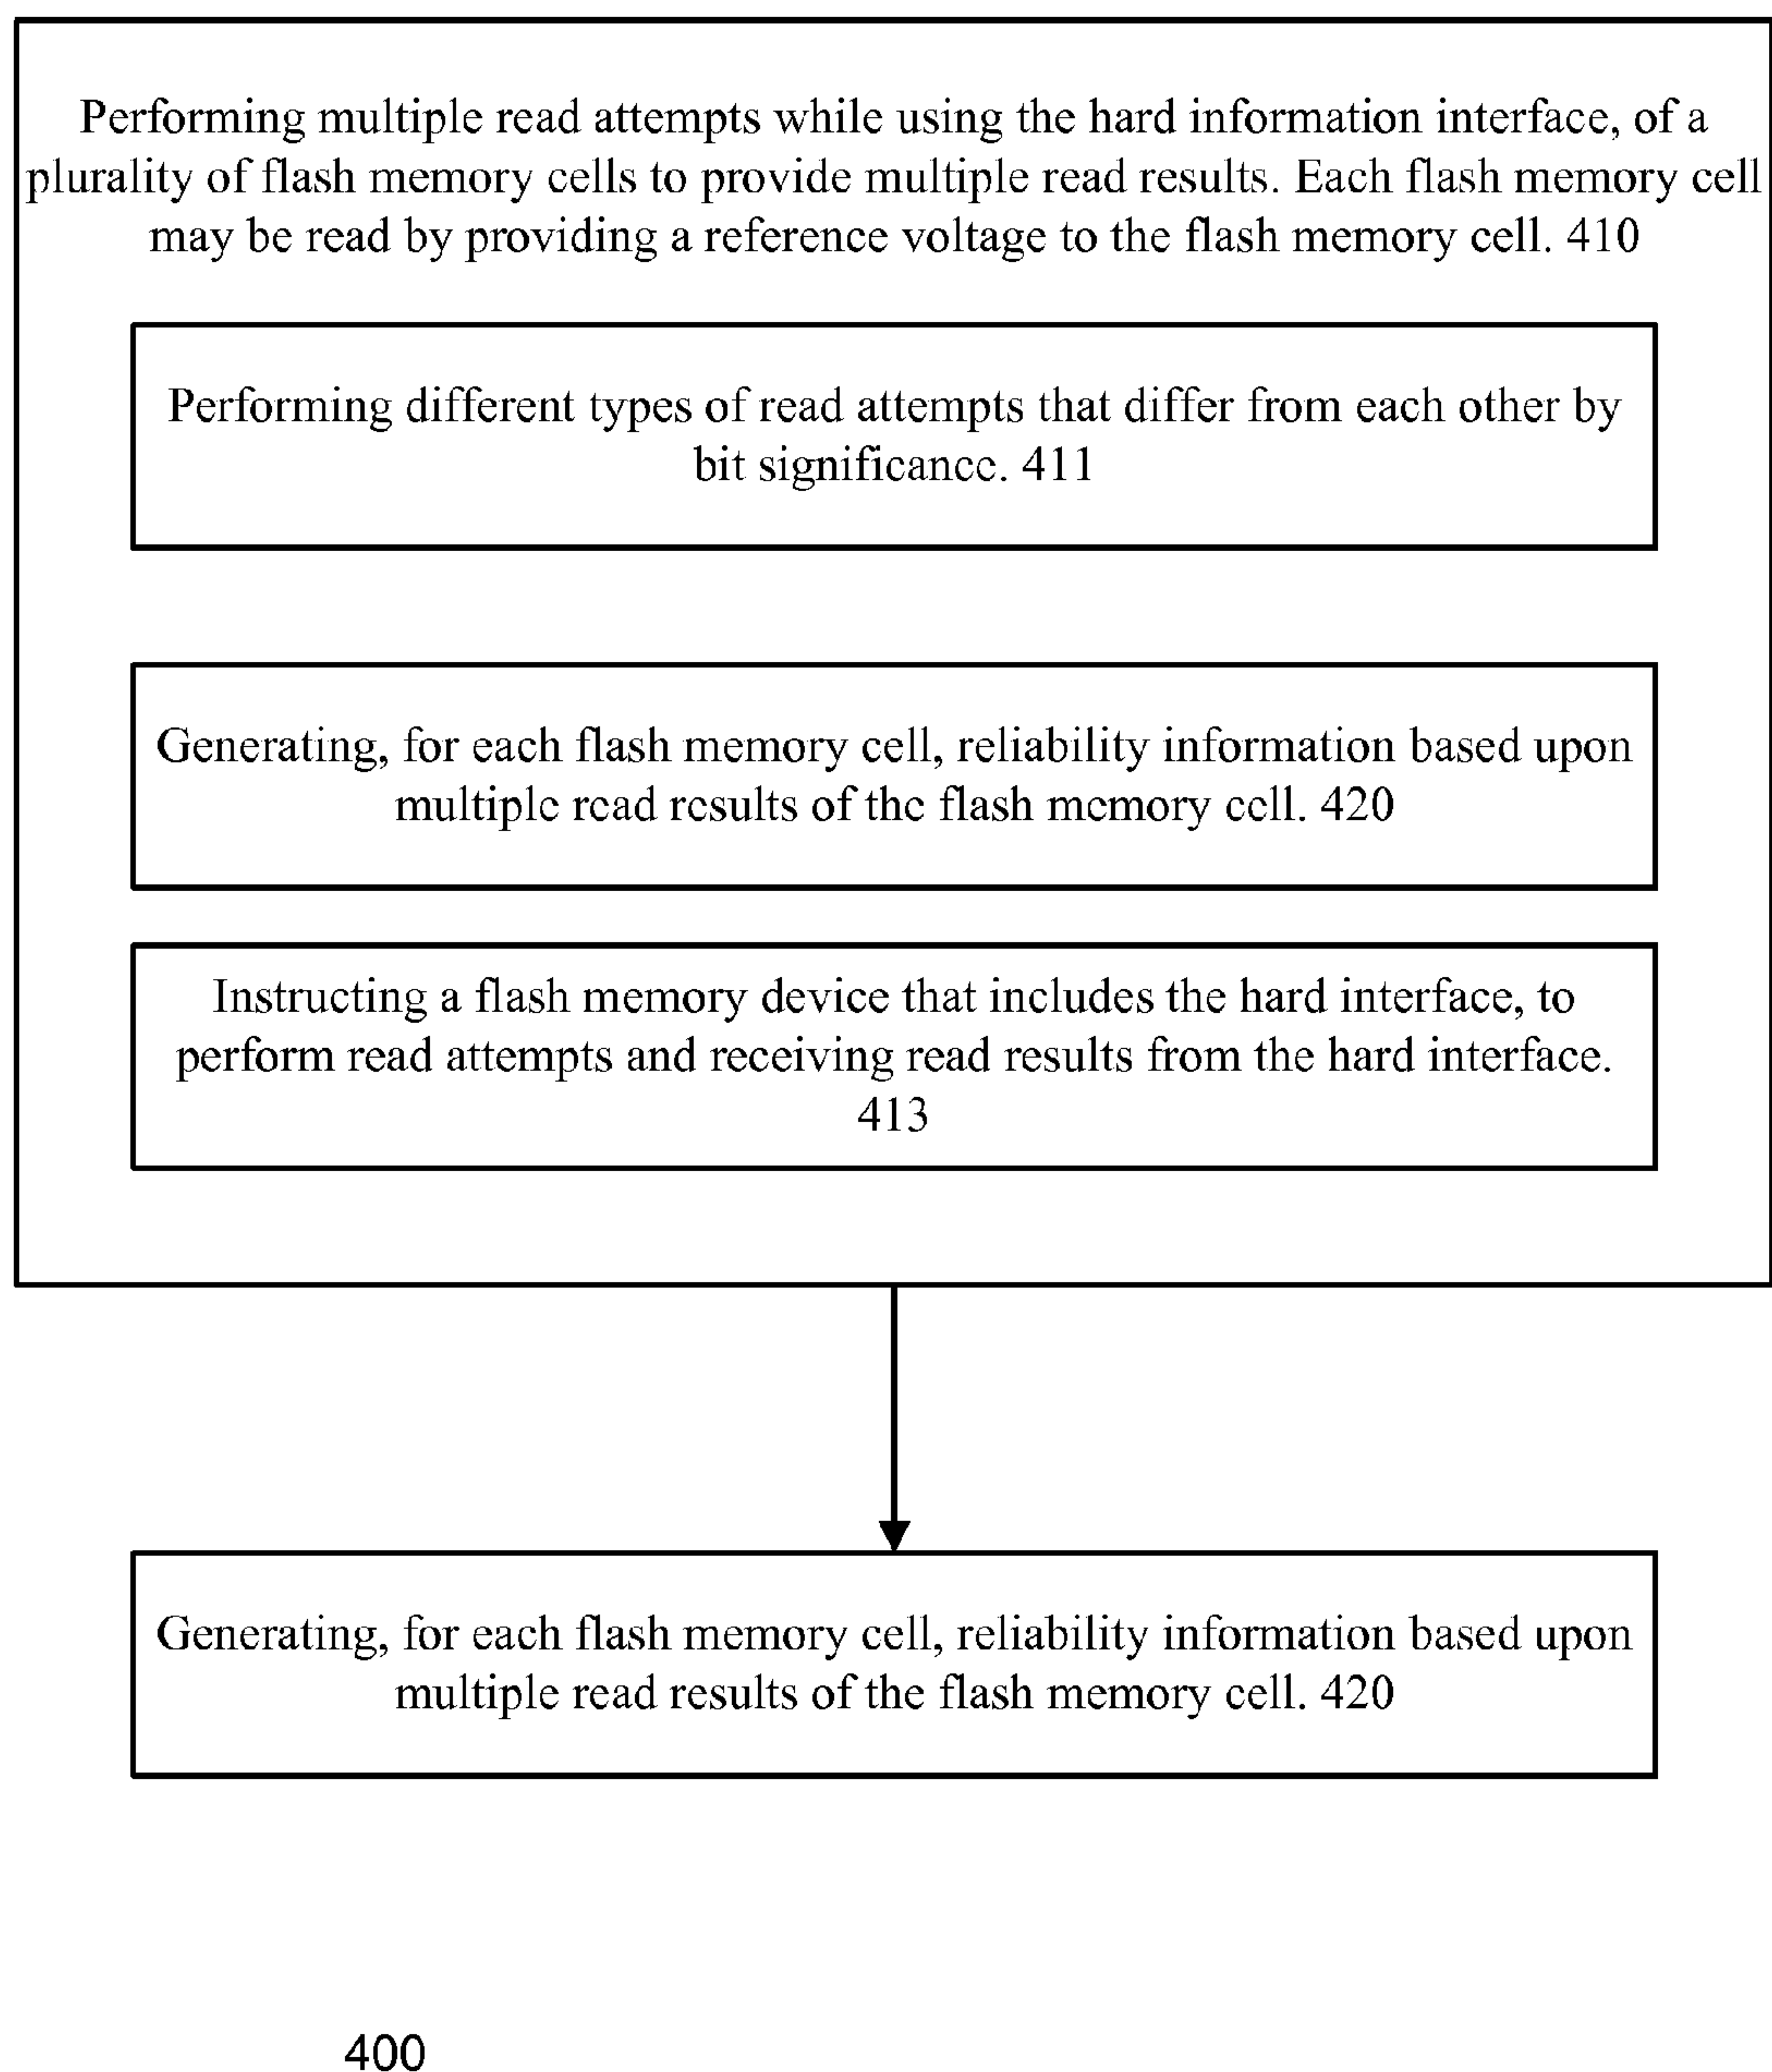 Performing multiple read attempts while using the hard information interface, of a
plurality of flash memory cells to provide multiple read results. Each flash memory cell
may be read by providing a reference voltage to the flash memory cell. 410
Performing different types of read attempts that differ from each other by
bit significance. 411
Generating, for each flash memory cell, reliability information based upon
multiple read results of the flash memory cell. 420
Instructing a flash memory device that includes the hard interface, to
perform read attempts and receiving read results from the hard interface.
413
Generating, for each flash memory cell, reliability information based upon
multiple read results of the flash memory cell. 420
400